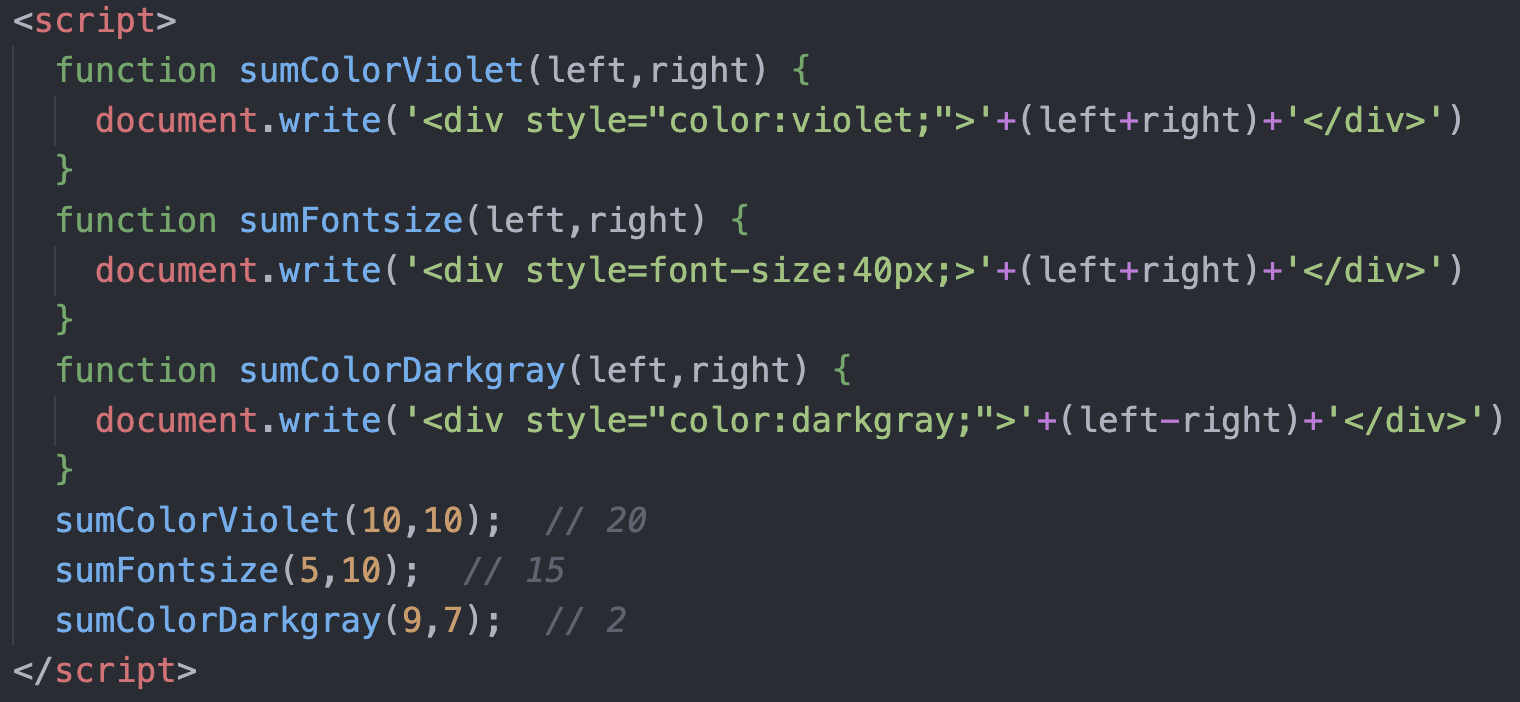 <script>
function sumColorViolet(left,right) {
document.write('<div style="color:violet;">'+(left+right)+'</div>')
}
function sumFontsize(left,right) {
document.write('<div style=font-size:40px;>'+(left+right)+'</div>')
}
function sumColorDarkgray(left,right) {
document.write('<div style="color:darkgray;">'+(left-right)+'</div>')
}
sumColorViolet(10,10);  // 20
sumFontsize(5,10);  // 15
sumColorDarkgray(9,7);  // 2
</script>